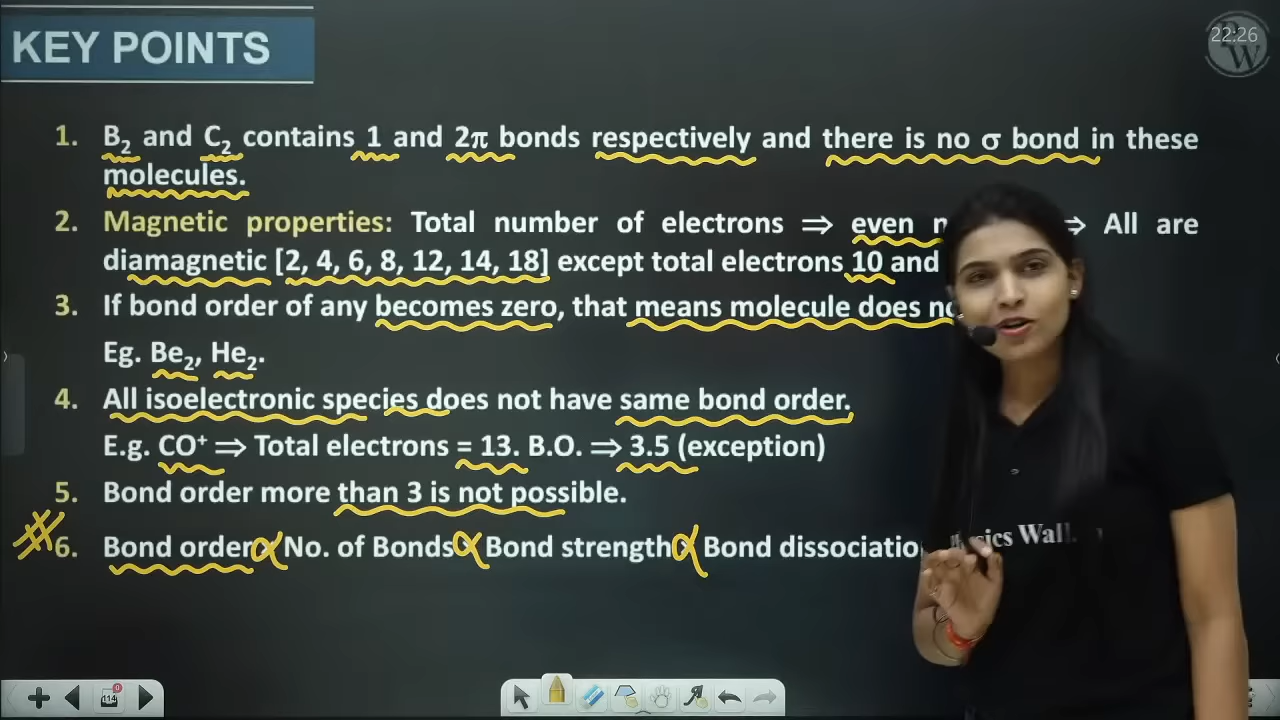 KEY POINTS
22:26
1. B₂ and C₂ contains 1 and 2π bonds respectively and there is no σ bond in these
molecules.
2. Magnetic properties: Total number of electrons ⇒ even ⇒ All are
diamagnetic [2, 4, 6, 8, 12, 14, 18] except total electrons 10 and
3. If bond order of any becomes zero, that means molecule does
Eg. Be₂, He₂.
4. All isoelectronic species does not have same bond order.
E.g. CO⁺ ⇒ Total electrons = 13. B.O. ⇒ 3.5 (exception)
5. Bond order more than 3 is not possible.
# 6. Bond order ∝ No. of Bonds ∝ Bond strength ∝ Bond
Wall
114